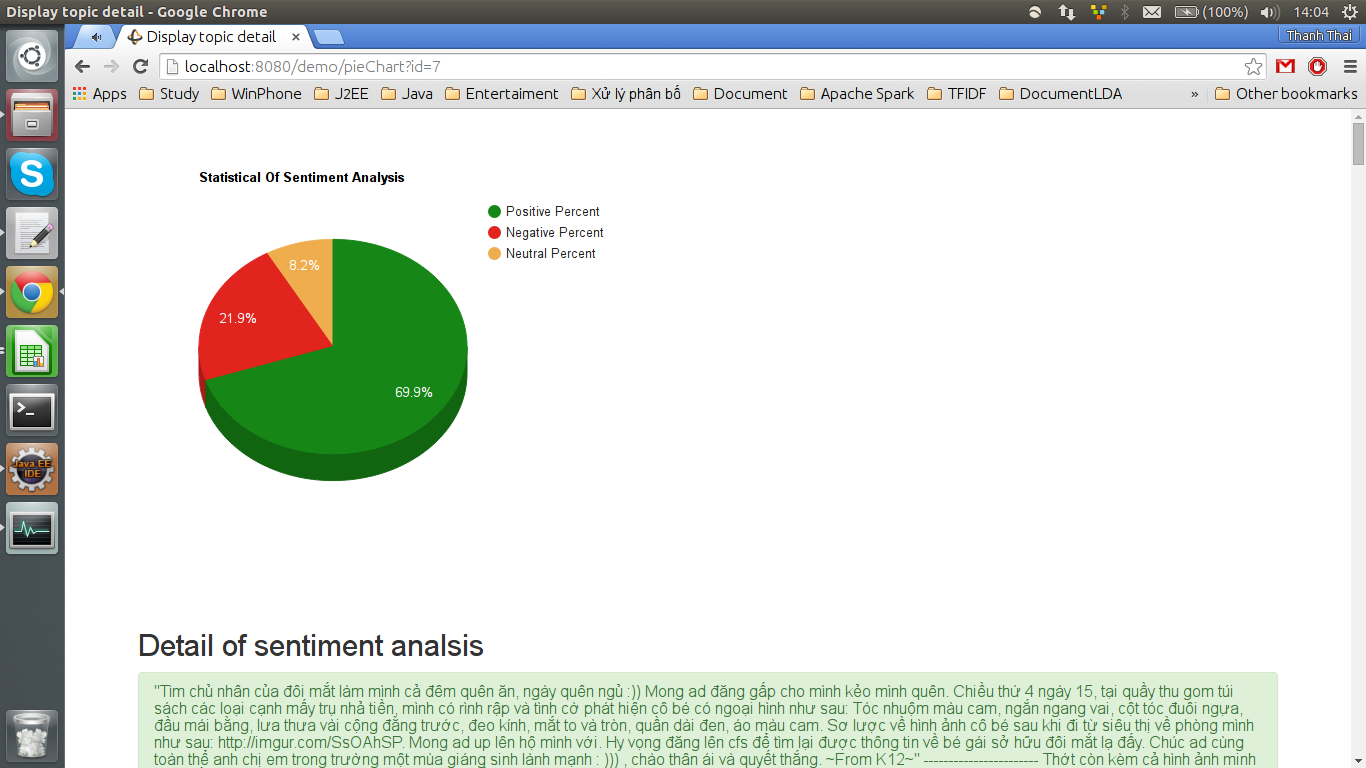 Display topic detail - Google Chrome
(100%)
14:04
Display topic detail
Thanh Thai
localhost:8080/demo/pieChart?id=7
Apps Study WinPhone J2EE Java Entertaiment Xử lý phân bố Document Apache Spark TFIDF DocumentLDA » Other bookmarks
Statistical Of Sentiment Analysis
Positive Percent
Negative Percent
Neutral Percent
8.2%
21.9%
69.9%
Java EE
IDE
Detail of sentiment analsis
"Tìm chủ nhân của đôi mắt làm mình cả đêm quên ăn, ngày quên ngủ :)) Mong ad đăng gấp cho mình kẻo mình quên. Chiều thứ 4 ngày 15, tại quầy thu gom túi
sách các loại cạnh mấy trụ nhả tiền, mình có rình rập và tình cờ phát hiện cô bé có ngoại hình như sau: Tóc nhuộm màu cam, ngắn ngang vai, cột tóc đuôi ngựa,
đầu mái bằng, lưa thưa vài cộng đằng trước, đeo kính, mắt to và tròn, quần dài đen, áo màu cam. Sơ lược về hình ảnh cô bé sau khi đi từ siêu thị về phòng mình
như sau: http://imgur.com/SsOAhSP. Mong ad up lên hộ mình với. Hy vọng đăng lên cfs để tìm lại được thông tin về bé gái sở hữu đôi mắt lạ đấy. Chúc ad cùng
toàn thể anh chị em trong trường một mùa giáng sinh lành mạnh : ))) , chào thân ái và quyết thắng. ~From K12~" ----------------------- Thớt còn kèm cả hình ảnh minh